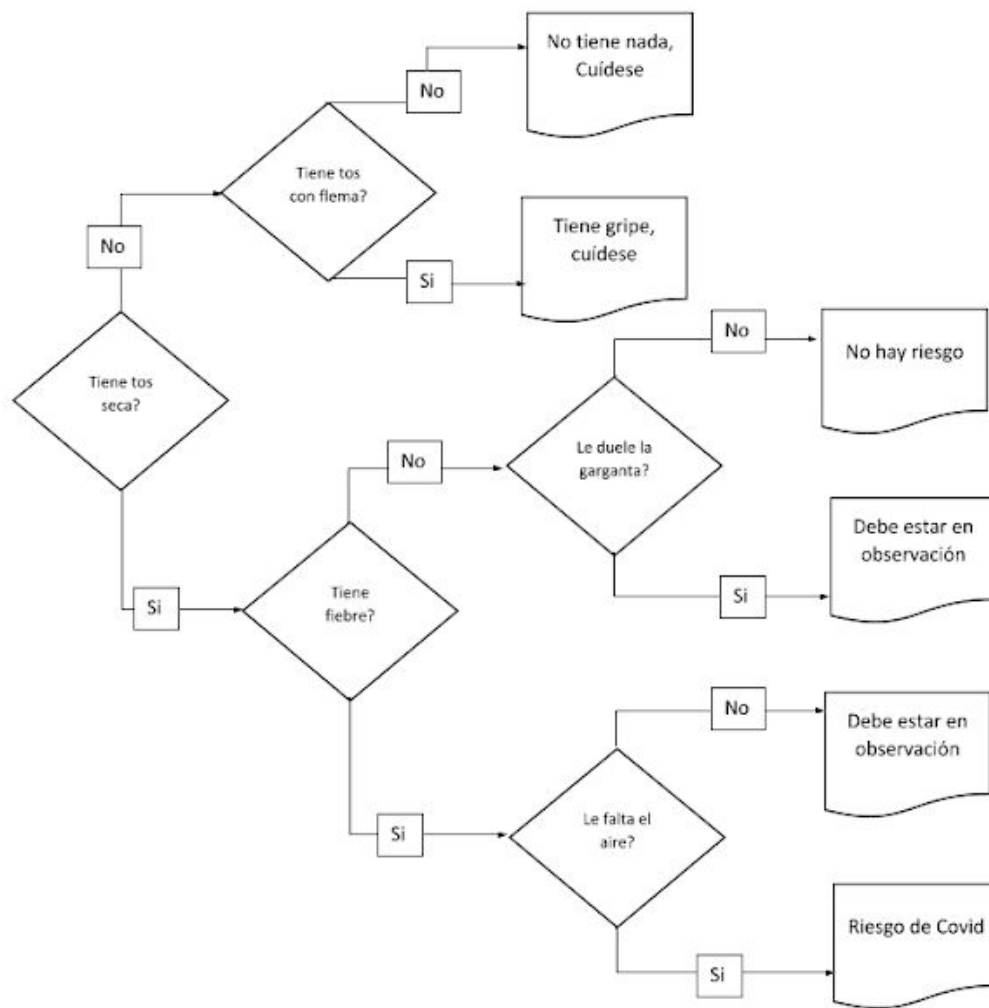 No tiene nada,
Cuídese
No
Tiene tos
con flema?
Tiene gripe,
cuídese
No
Si
No
No hay riesgo
Tiene tos
seca?
No
Le duele la
garganta?
Debe estar en
observación
Si
Si
Tiene
fiebre?
No
Debe estar en
observación
Si
Le falta el
aire?
Riesgo de Covid
Si